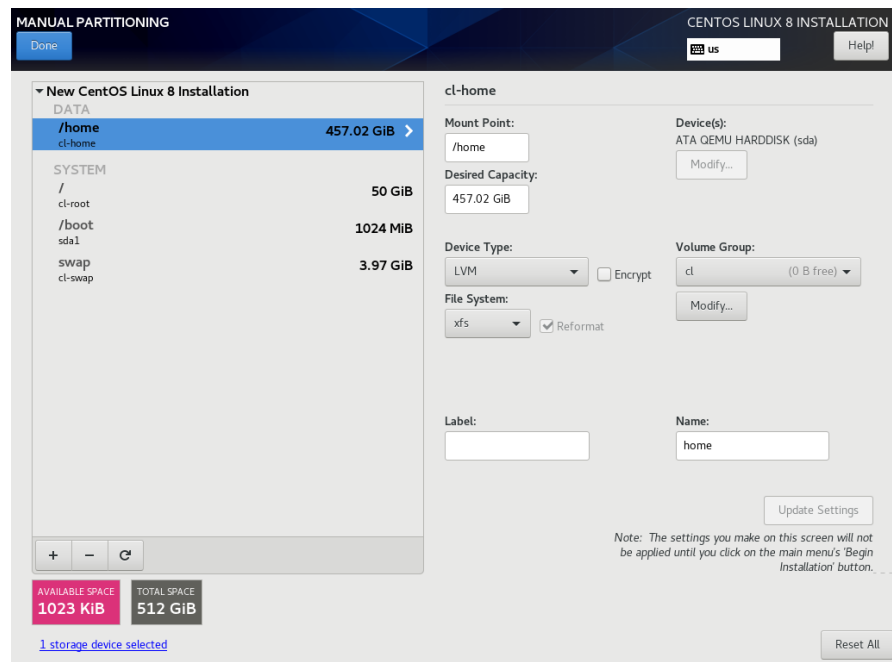 MANUAL PARTITIONING
CENTOS LINUX 8 INSTALLATION
Done
us
Help!
New CentOS Linux 8 Installation
DATA
/home
457.02 GiB
cl-home
SYSTEM
/
50 GiB
cl-root
/boot
1024 MiB
sda1
swap
3.97 GiB
cl-swap
+ −
AVAILABLE SPACE
1023 KiB
TOTAL SPACE
512 GiB
1 storage device selected
cl-home
Mount Point:
/home
Desired Capacity:
457.02 GiB
Device(s):
ATA QEMU HARDDISK (sda)
Modify...
Device Type:
LVM
Encrypt
Volume Group:
cl (0 B free)
Modify...
File System:
xfs
Reformat
Label:
Name:
home
Update Settings
Note: The settings you make on this screen will not
be applied until you click on the main menu's 'Begin
Installation' button.
Reset All